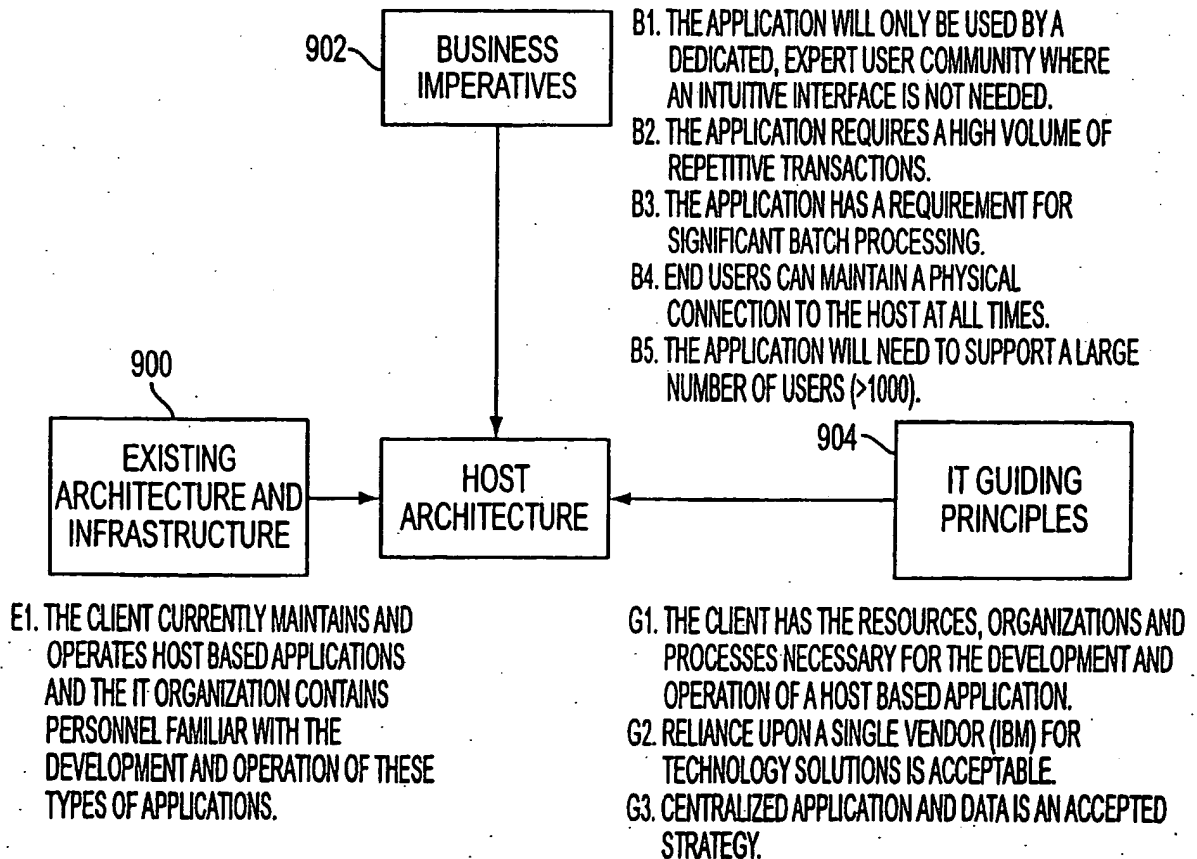 902
BUSINESS
IMPERATIVES
B1. THE APPLICATION WILL ONLY BE USED BY A
DEDICATED, EXPERT USER COMMUNITY WHERE
AN INTUITIVE INTERFACE IS NOT NEEDED.
B2. THE APPLICATION REQUIRES A HIGH VOLUME OF
REPETITIVE TRANSACTIONS.
B3. THE APPLICATION HAS A REQUIREMENT FOR
SIGNIFICANT BATCH PROCESSING.
B4. END USERS CAN MAINTAIN A PHYSICAL
CONNECTION TO THE HOST AT ALL TIMES.
B5. THE APPLICATION WILL NEED TO SUPPORT A LARGE
NUMBER OF USERS (>1000).
900
EXISTING
ARCHITECTURE AND
INFRASTRUCTURE
HOST
ARCHITECTURE
904
IT GUIDING
PRINCIPLES
E1. THE CLIENT CURRENTLY MAINTAINS AND
OPERATES HOST BASED APPLICATIONS
AND THE IT ORGANIZATION CONTAINS
PERSONNEL FAMILIAR WITH THE
DEVELOPMENT AND OPERATION OF THESE
TYPES OF APPLICATIONS.
G1. THE CLIENT HAS THE RESOURCES, ORGANIZATIONS AND
PROCESSES NECESSARY FOR THE DEVELOPMENT AND
OPERATION OF A HOST BASED APPLICATION.
G2. RELIANCE UPON A SINGLE VENDOR (IBM) FOR
TECHNOLOGY SOLUTIONS IS ACCEPTABLE.
G3. CENTRALIZED APPLICATION AND DATA IS AN ACCEPTED
STRATEGY.